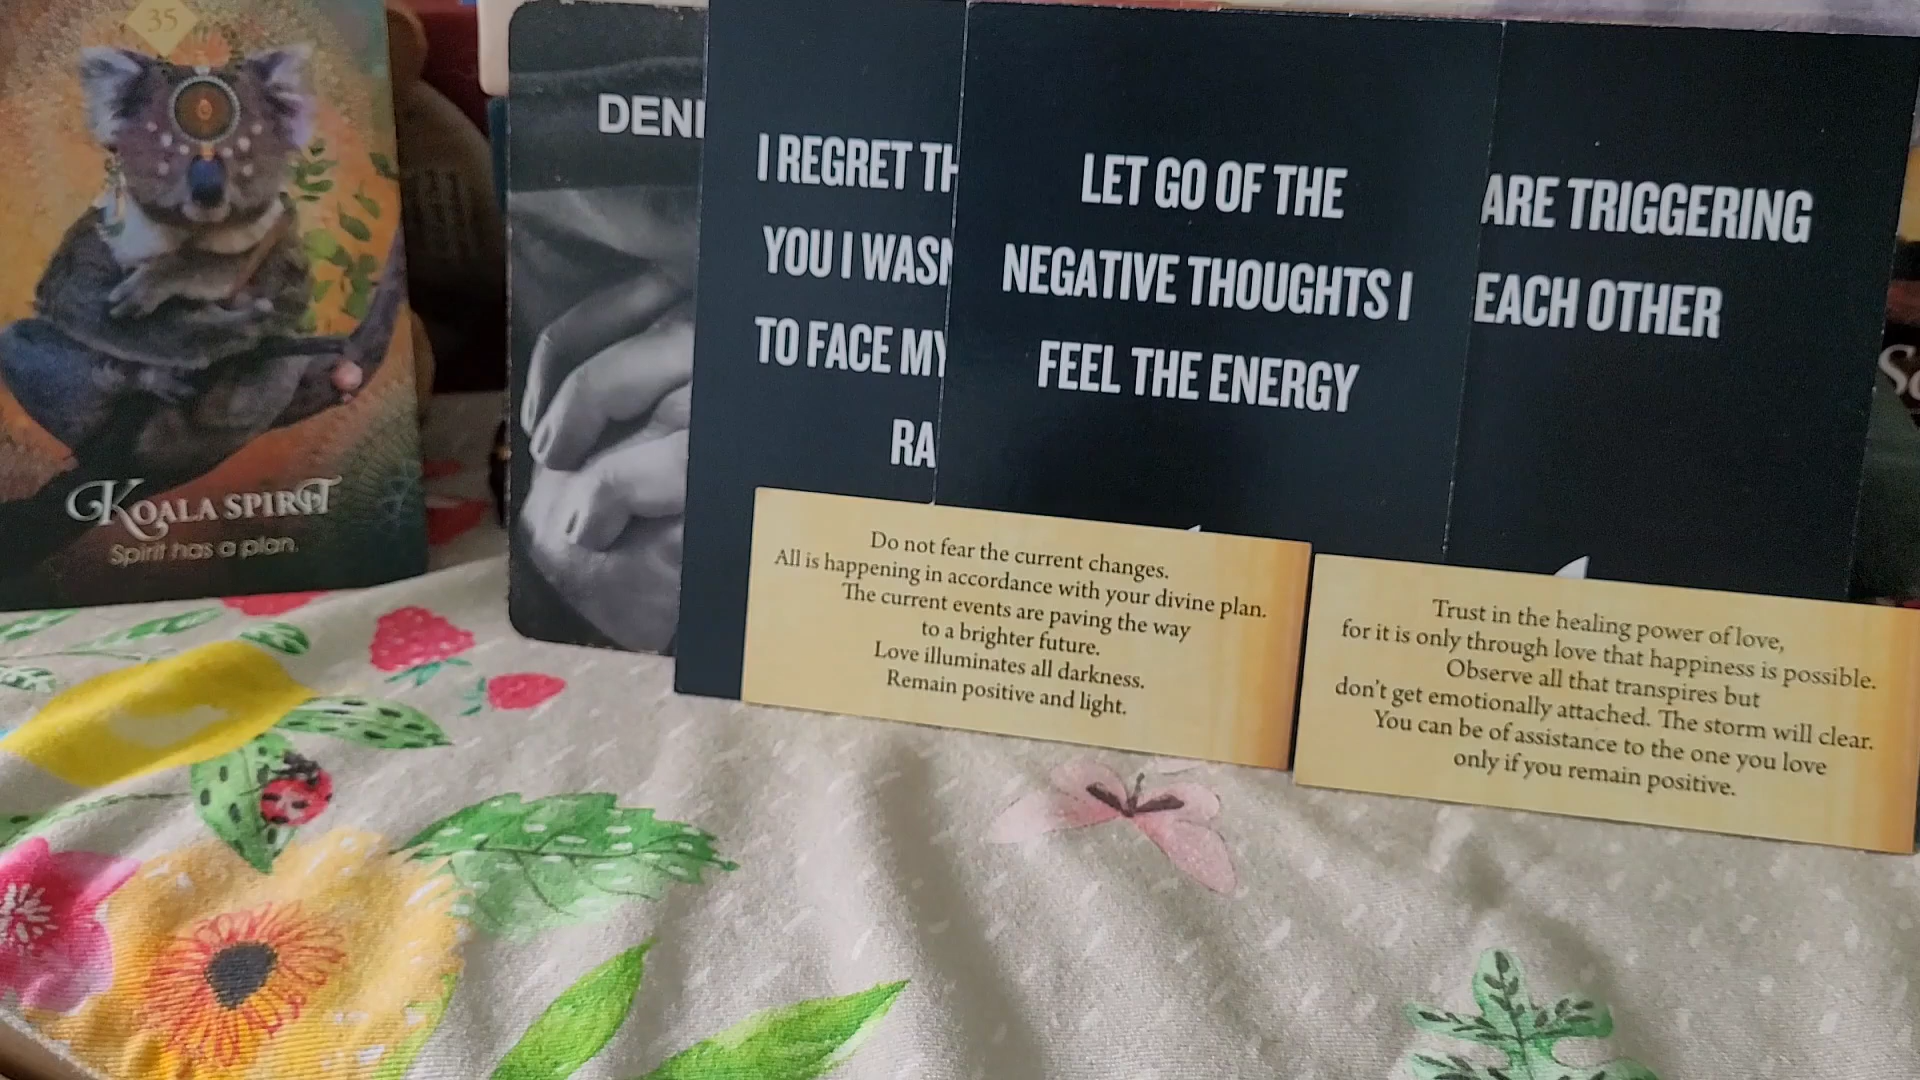 35
KOALA SPIRIT
Spirit has a plan.
I REGRET
YOU I
TO FACE
LET GO OF THE
NEGATIVE THOUGHTS I
FEEL THE ENERGY
ARE TRIGGERING
EACH OTHER
Do not fear the current changes.
All is happening in accordance with your divine plan.
The current events are paving the way
to a brighter future.
Love illuminates all darkness.
Remain positive and light.
Trust in the healing power of love,
for it is only through love that happiness is possible.
Observe all that transpires but
don't get emotionally attached. The storm will clear.
You can be of assistance to the one you love
only if you remain positive.